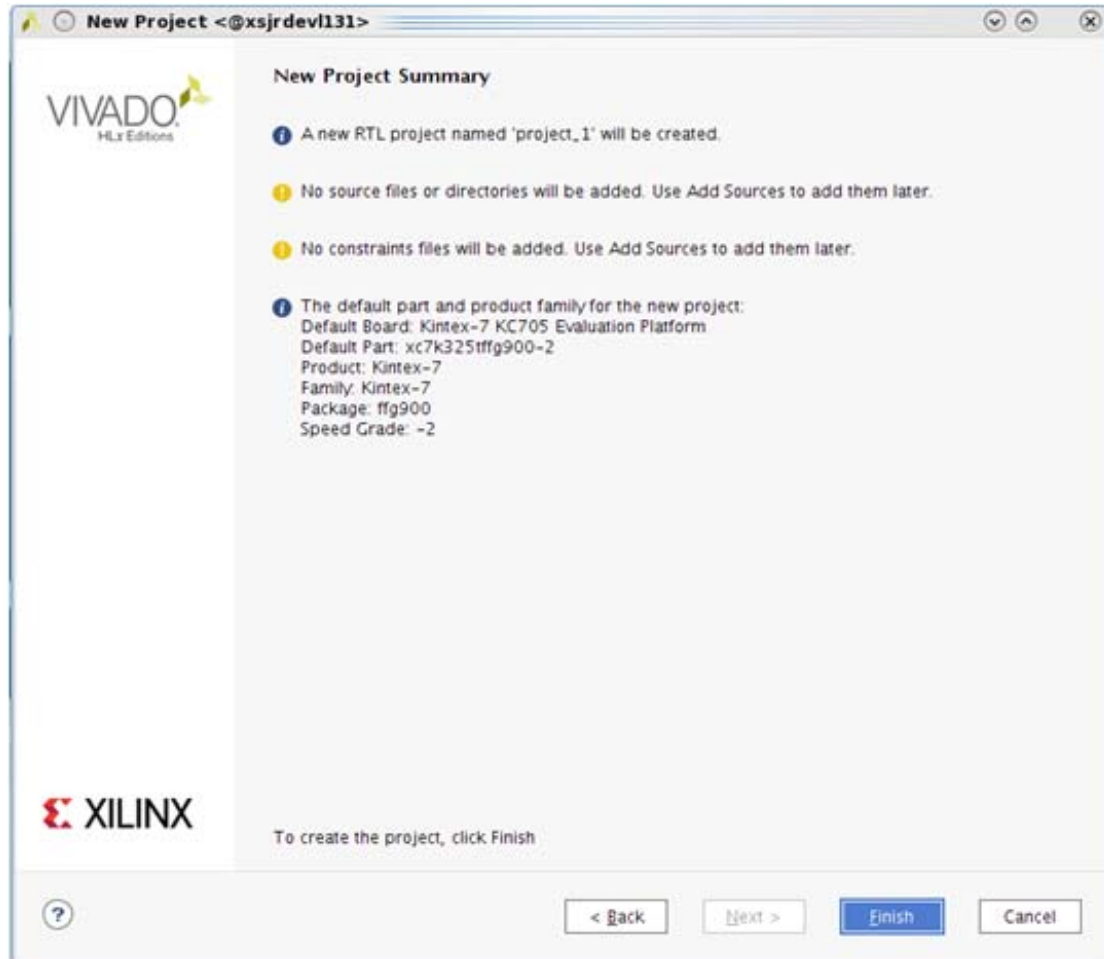 New Project <@xsjrdevl131>
VIVADO.
HLx Editions
New Project Summary
A new RTL project named 'project_1' will be created.
No source files or directories will be added. Use Add Sources to add them later.
No constraints files will be added. Use Add Sources to add them later.
The default part and product family for the new project:
Default Board: Kintex-7 KC705 Evaluation Platform
Default Part: xc7k325tffg900-2
Product: Kintex-7
Family: Kintex-7
Package: ffg900
Speed Grade: -2
XILINX
To create the project, click Finish
?
< Back
Next >
Finish
Cancel